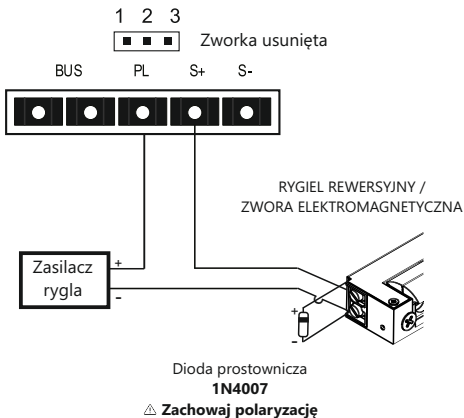 1 2 3
Zworka usunięta
BUS PL S+ S-
RYGIEL REWERSYJNY /
ZWORA ELEKTROMAGNETYCZNA
Zasilacz
rygla
+
-
+
-
Dioda prostownicza
1N4007
⚠ Zachowaj polaryzację